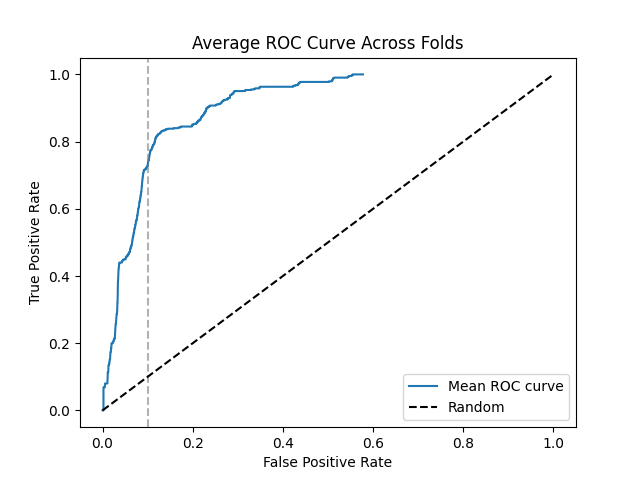 Average ROC Curve Across Folds
True Positive Rate
1.0
0.8
0.6
0.4
0.2
0.0
0.0 0.2 0.4 0.6 0.8 1.0
False Positive Rate
Mean ROC curve
Random